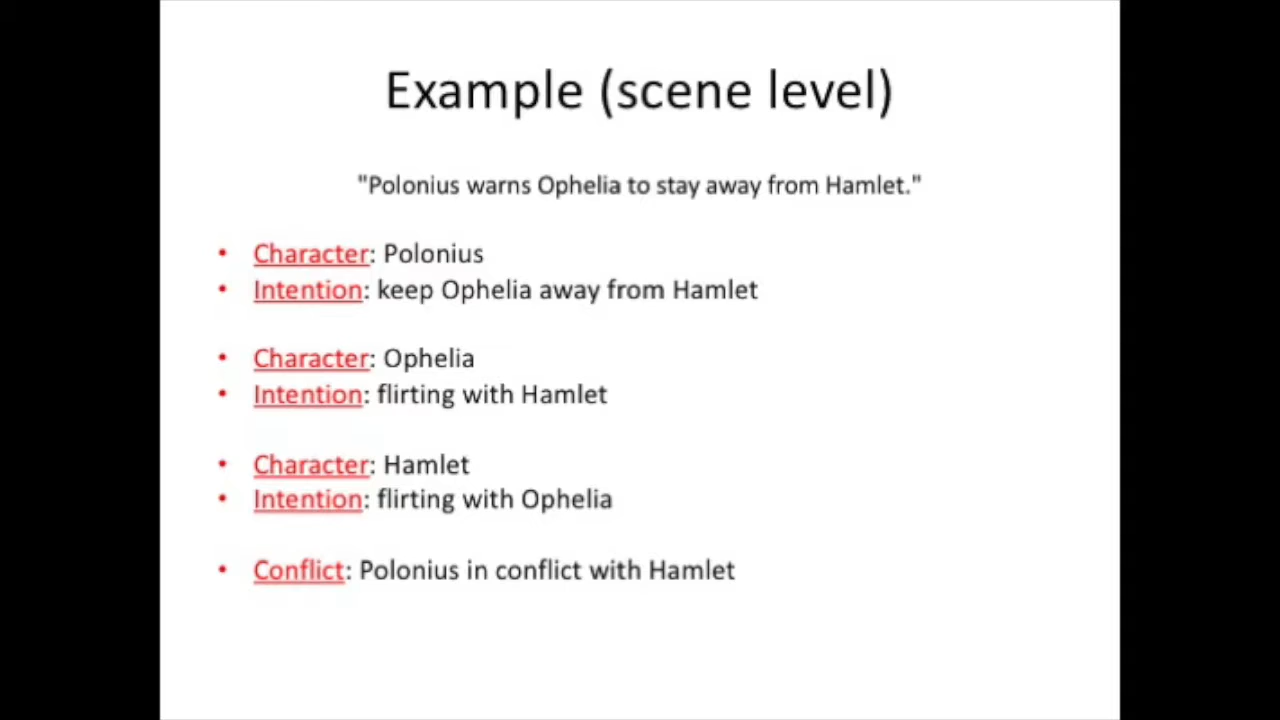 Example (scene level)
"Polonius warns Ophelia to stay away from Hamlet."
• Character: Polonius
• Intention: keep Ophelia away from Hamlet
• Character: Ophelia
• Intention: flirting with Hamlet
• Character: Hamlet
• Intention: flirting with Ophelia
• Conflict: Polonius in conflict with Hamlet